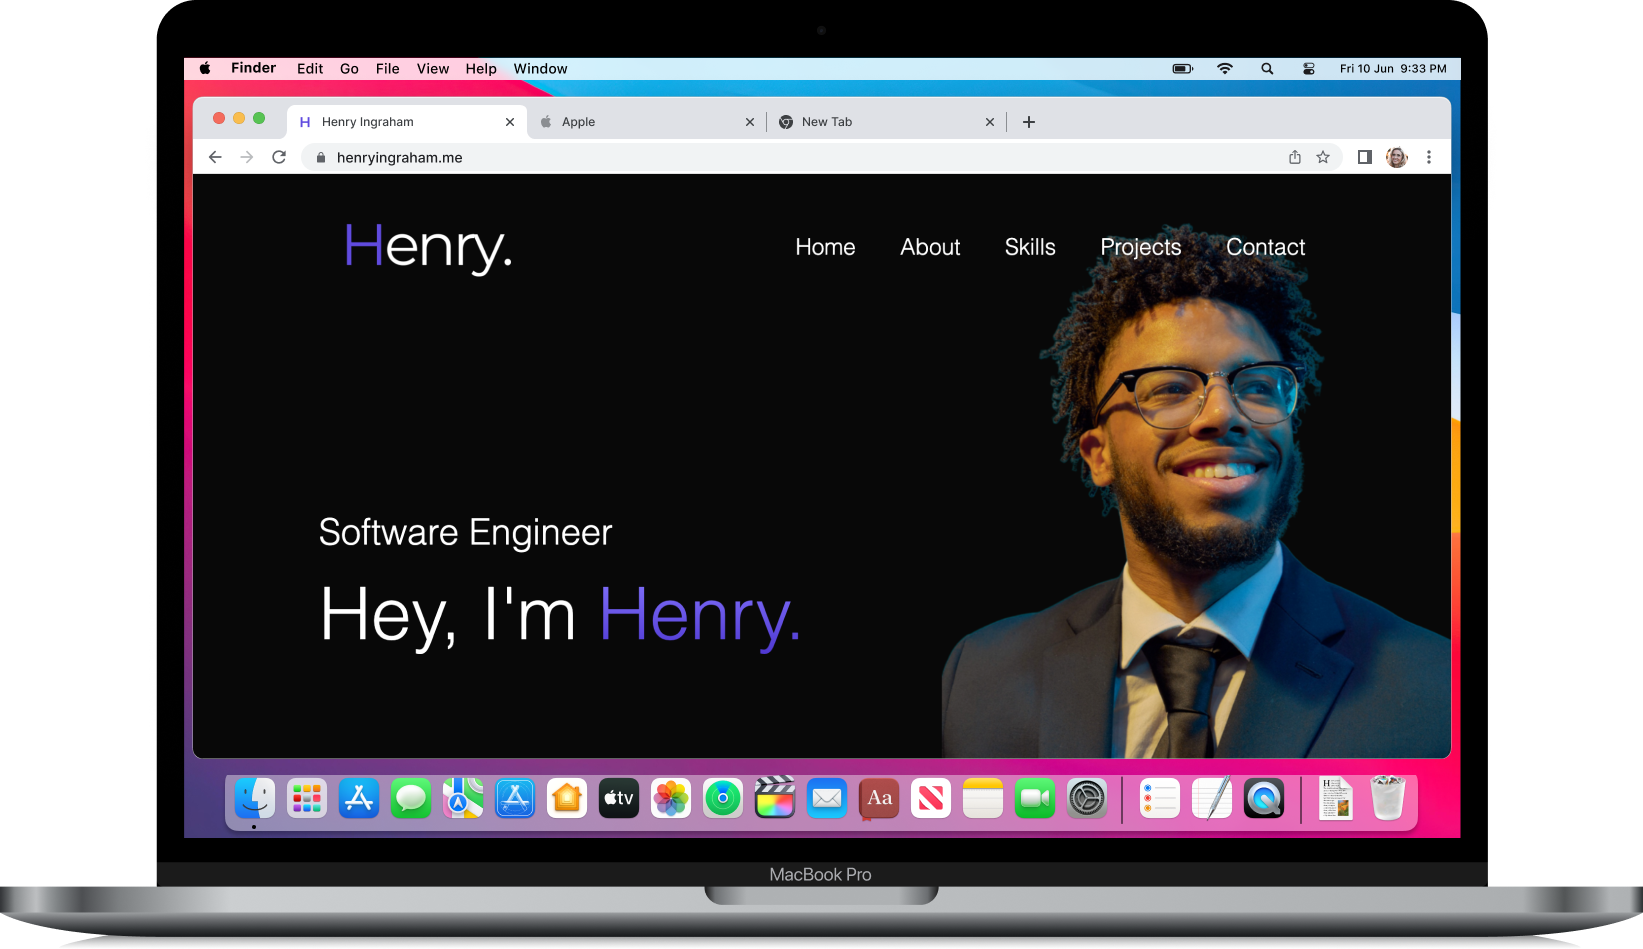 Finder Edit Go File View Help Window Fri 10 Jun 9:33 PM
Henry Ingraham Apple New Tab
henryingraham.me
Henry. Home About Skills Projects Contact
Software Engineer
Hey, I'm Henry.
tv Aa
MacBook Pro